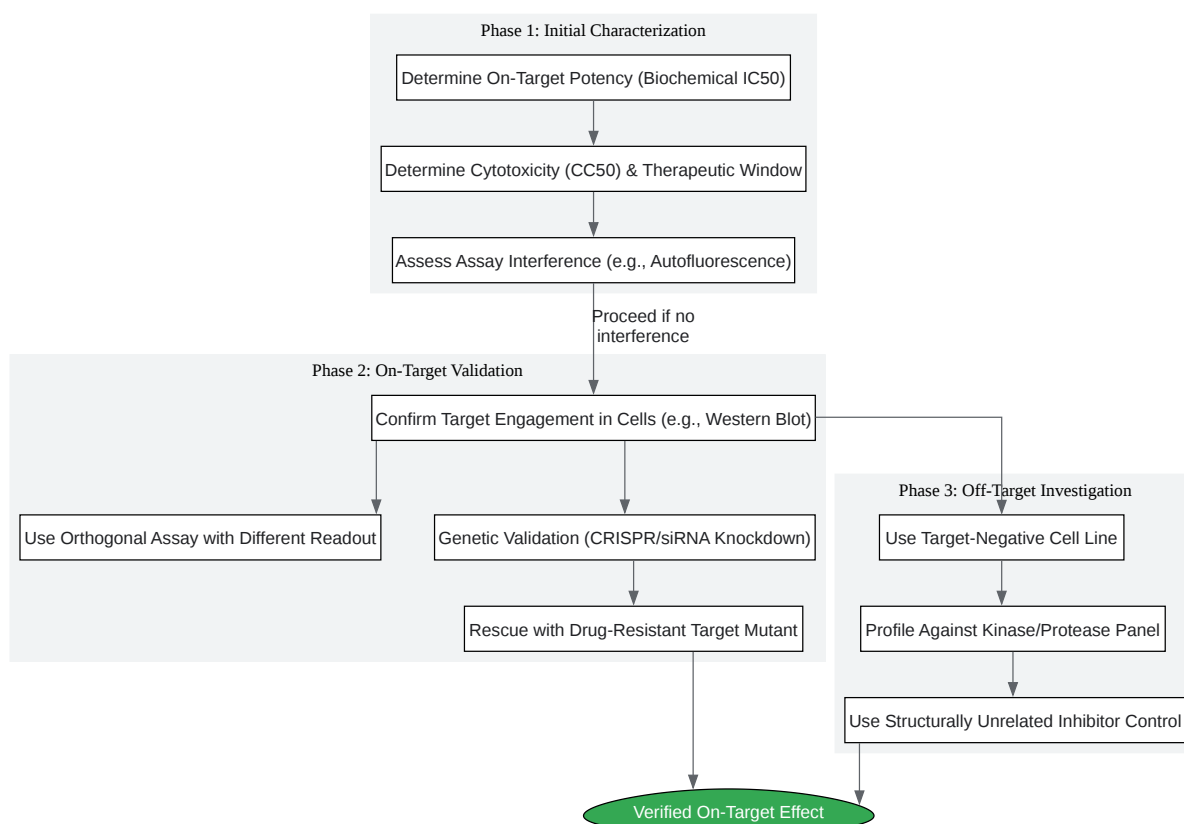 Phase 1: Initial Characterization
Determine On-Target Potency (Biochemical IC50)
Determine Cytotoxicity (CC50) & Therapeutic Window
Assess Assay Interference (e.g., Autofluorescence)
Proceed if no
interference
Phase 2: On-Target Validation
Confirm Target Engagement in Cells (e.g., Western Blot)
Use Orthogonal Assay with Different Readout
Genetic Validation (CRISPR/siRNA Knockdown)
Rescue with Drug-Resistant Target Mutant
Phase 3: Off-Target Investigation
Use Target-Negative Cell Line
Profile Against Kinase/Protease Panel
Use Structurally Unrelated Inhibitor Control
Verified On-Target Effect